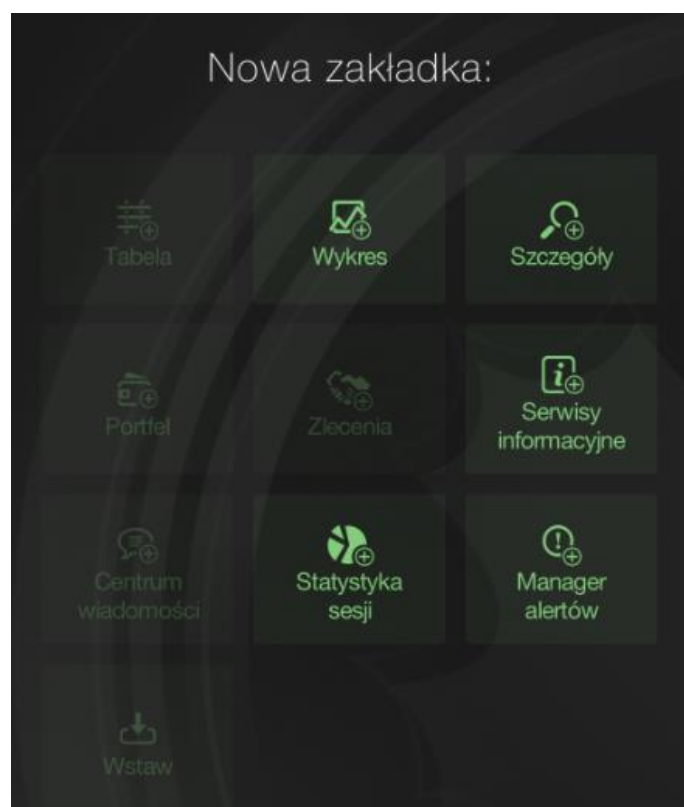 Nowa zakładka:
Tabela
Wykres
Szczegóły
Portfel
Zlecenia
Serwisy
informacyjne
Centrum
wiadomości
Statystyka
sesji
Manager
alertów
Wstaw